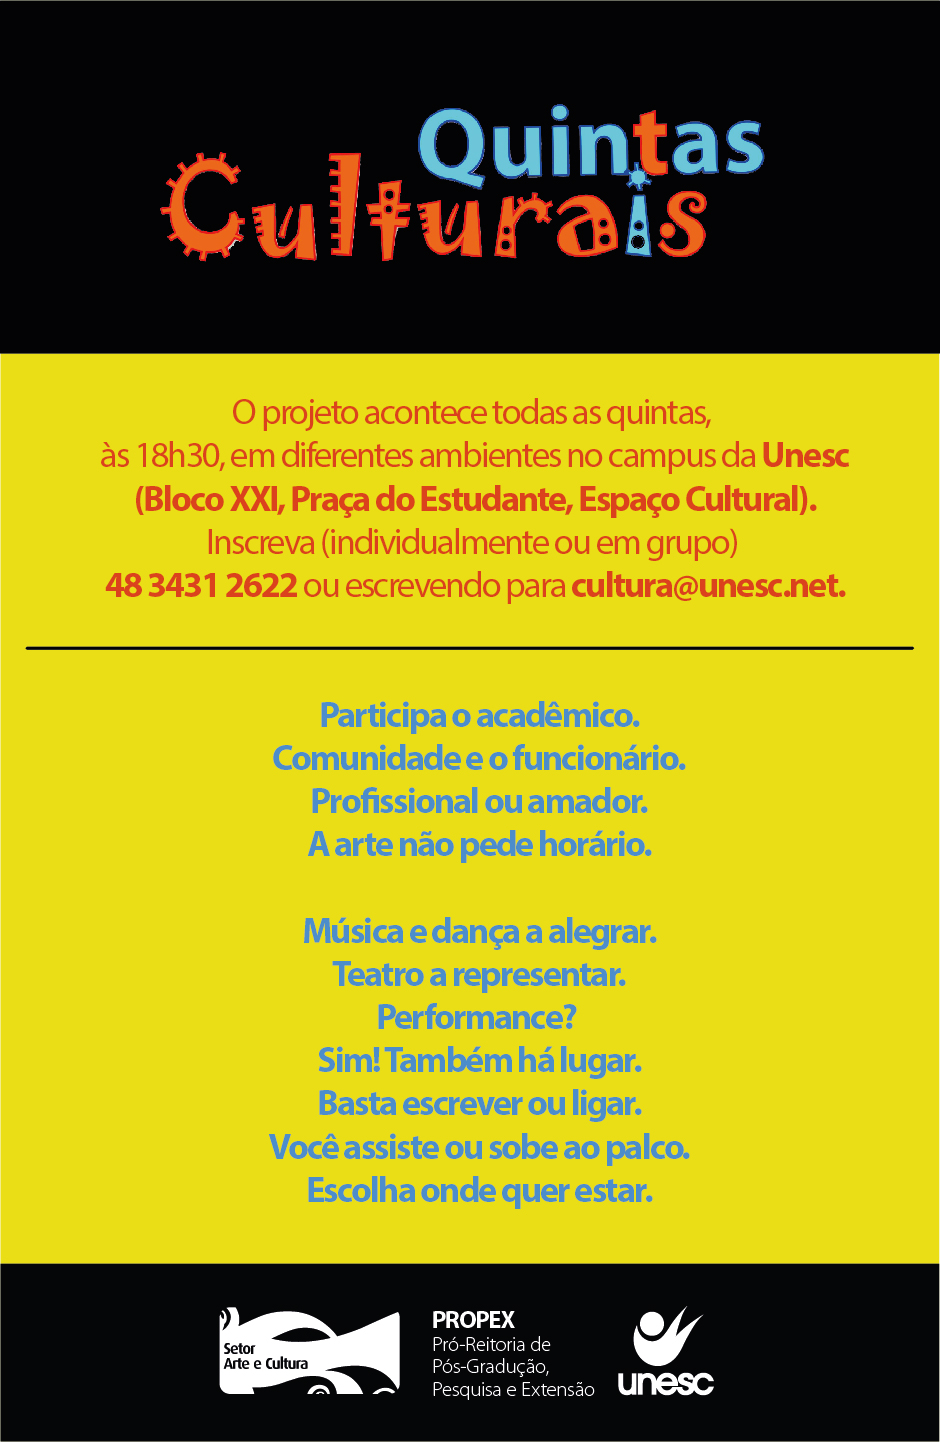 Quintas
Culturais
O projeto acontece todas as quintas,
às 18h30, em diferentes ambientes no campus da Unesc
(Bloco XXI, Praça do Estudante, Espaço Cultural).
Inscreva (individualmente ou em grupo)
48 3431 2622 ou escrevendo para cultura@unesc.net.
Participa o acadêmico.
Comunidade e o funcionário.
Profissional ou amador.
A arte não pede horário.
Música e dança a alegrar.
Teatro a representar.
Performance?
Sim! Também há lugar.
Basta escrever ou ligar.
Você assiste ou sobe ao palco.
Escolha onde quer estar.
Setor
Arte e Cultura
PROPEX
Pró-Reitoria de
Pós-Gradução,
Pesquisa e Extensão
unesc